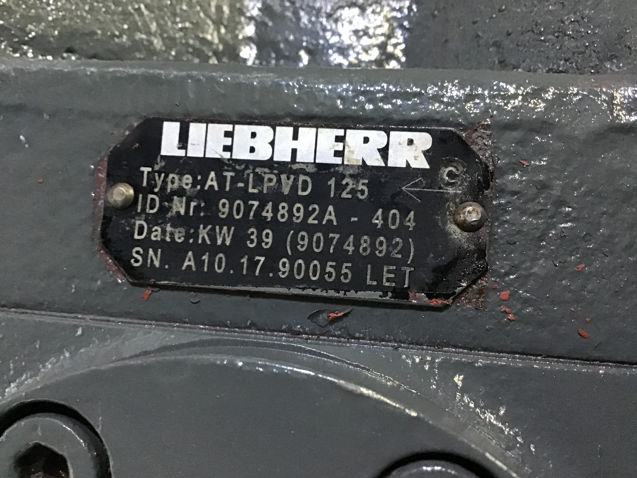 LIEBHERR
Type:AT-LPVD 125 ← C
ID Nr: 9074892A - 404
Date:KW 39 (9074892)
SN. A10.17.90055 LET